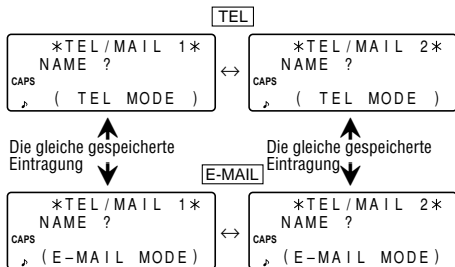 TEL
*TEL/MAIL 1*
NAME ?
CAPS
♪ ( TEL MODE )
↔
*TEL/MAIL 2*
NAME ?
CAPS
♪ ( TEL MODE )
Die gleiche gespeicherte
Eintragung
Die gleiche gespeicherte
Eintragung
E-MAIL
*TEL/MAIL 1*
NAME ?
CAPS
♪ (E-MAIL MODE)
↔
*TEL/MAIL 2*
NAME ?
CAPS
♪ (E-MAIL MODE)